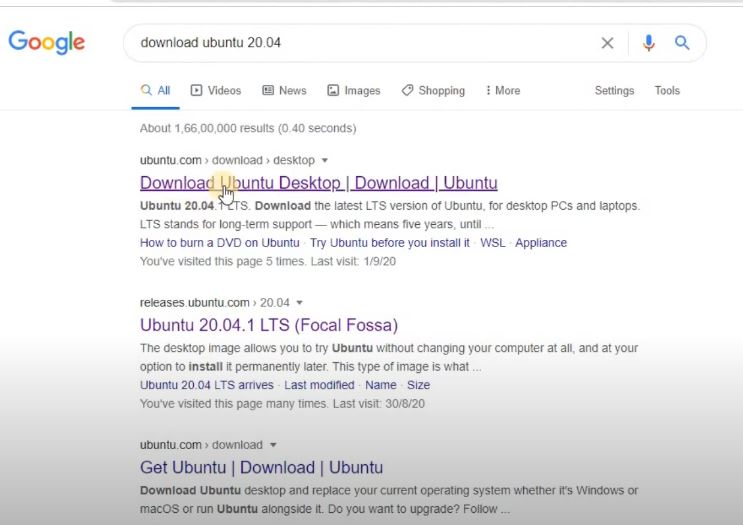 Google
download ubuntu 20.04
All Videos News Images Shopping More Settings Tools
About 1,66,00,000 results (0.40 seconds)
ubuntu.com › download › desktop
Download Ubuntu Desktop | Download | Ubuntu
Ubuntu 20.04.1 LTS. Download the latest LTS version of Ubuntu, for desktop PCs and laptops.
LTS stands for long-term support — which means five years, until ...
How to burn a DVD on Ubuntu · Try Ubuntu before you install it · WSL · Appliance
You've visited this page 5 times. Last visit: 1/9/20
releases.ubuntu.com › 20.04
Ubuntu 20.04.1 LTS (Focal Fossa)
The desktop image allows you to try Ubuntu without changing your computer at all, and at your
option to install it permanently later. This type of image is what ...
Ubuntu 20.04 LTS arrives · Last modified · Name · Size
You've visited this page many times. Last visit: 30/8/20
ubuntu.com › download
Get Ubuntu | Download | Ubuntu
Download Ubuntu desktop and replace your current operating system whether it's Windows or
macOS or run Ubuntu alongside it. Do you want to upgrade? Follow ...